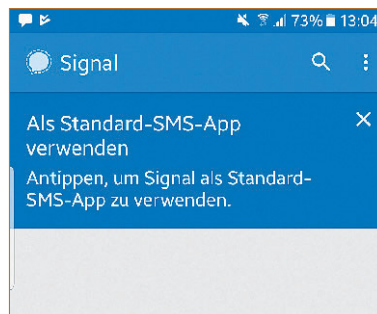 73% 13:04
Signal
Als Standard-SMS-App
verwenden
Antippen, um Signal als Standard-
SMS-App zu verwenden.